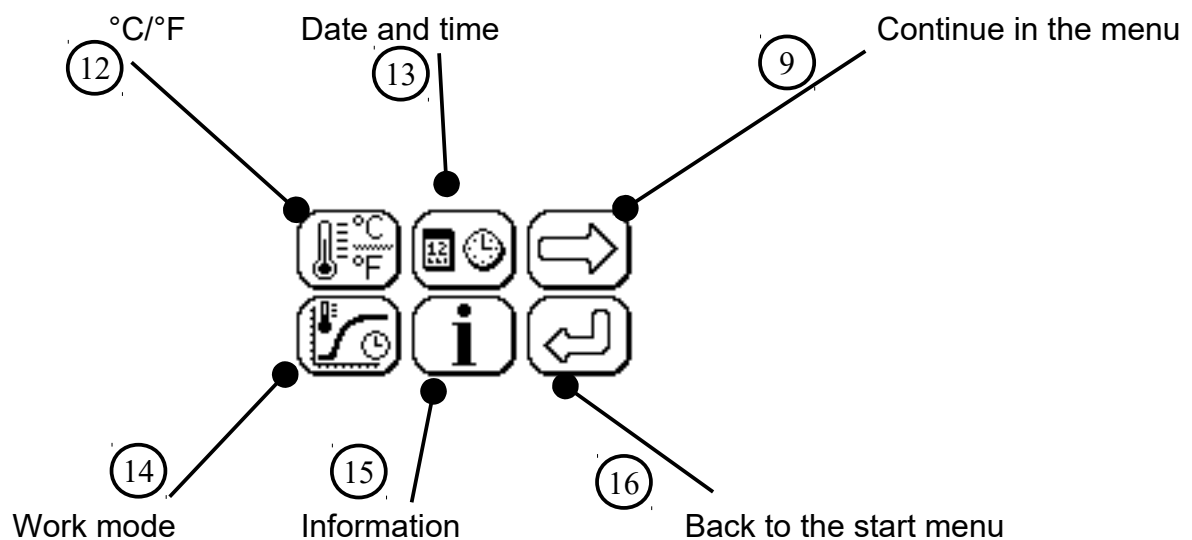 °C/°F
Date and time
Continue in the menu
12
13
9
°C
°F
12
i
14
15
16
Work mode
Information
Back to the start menu